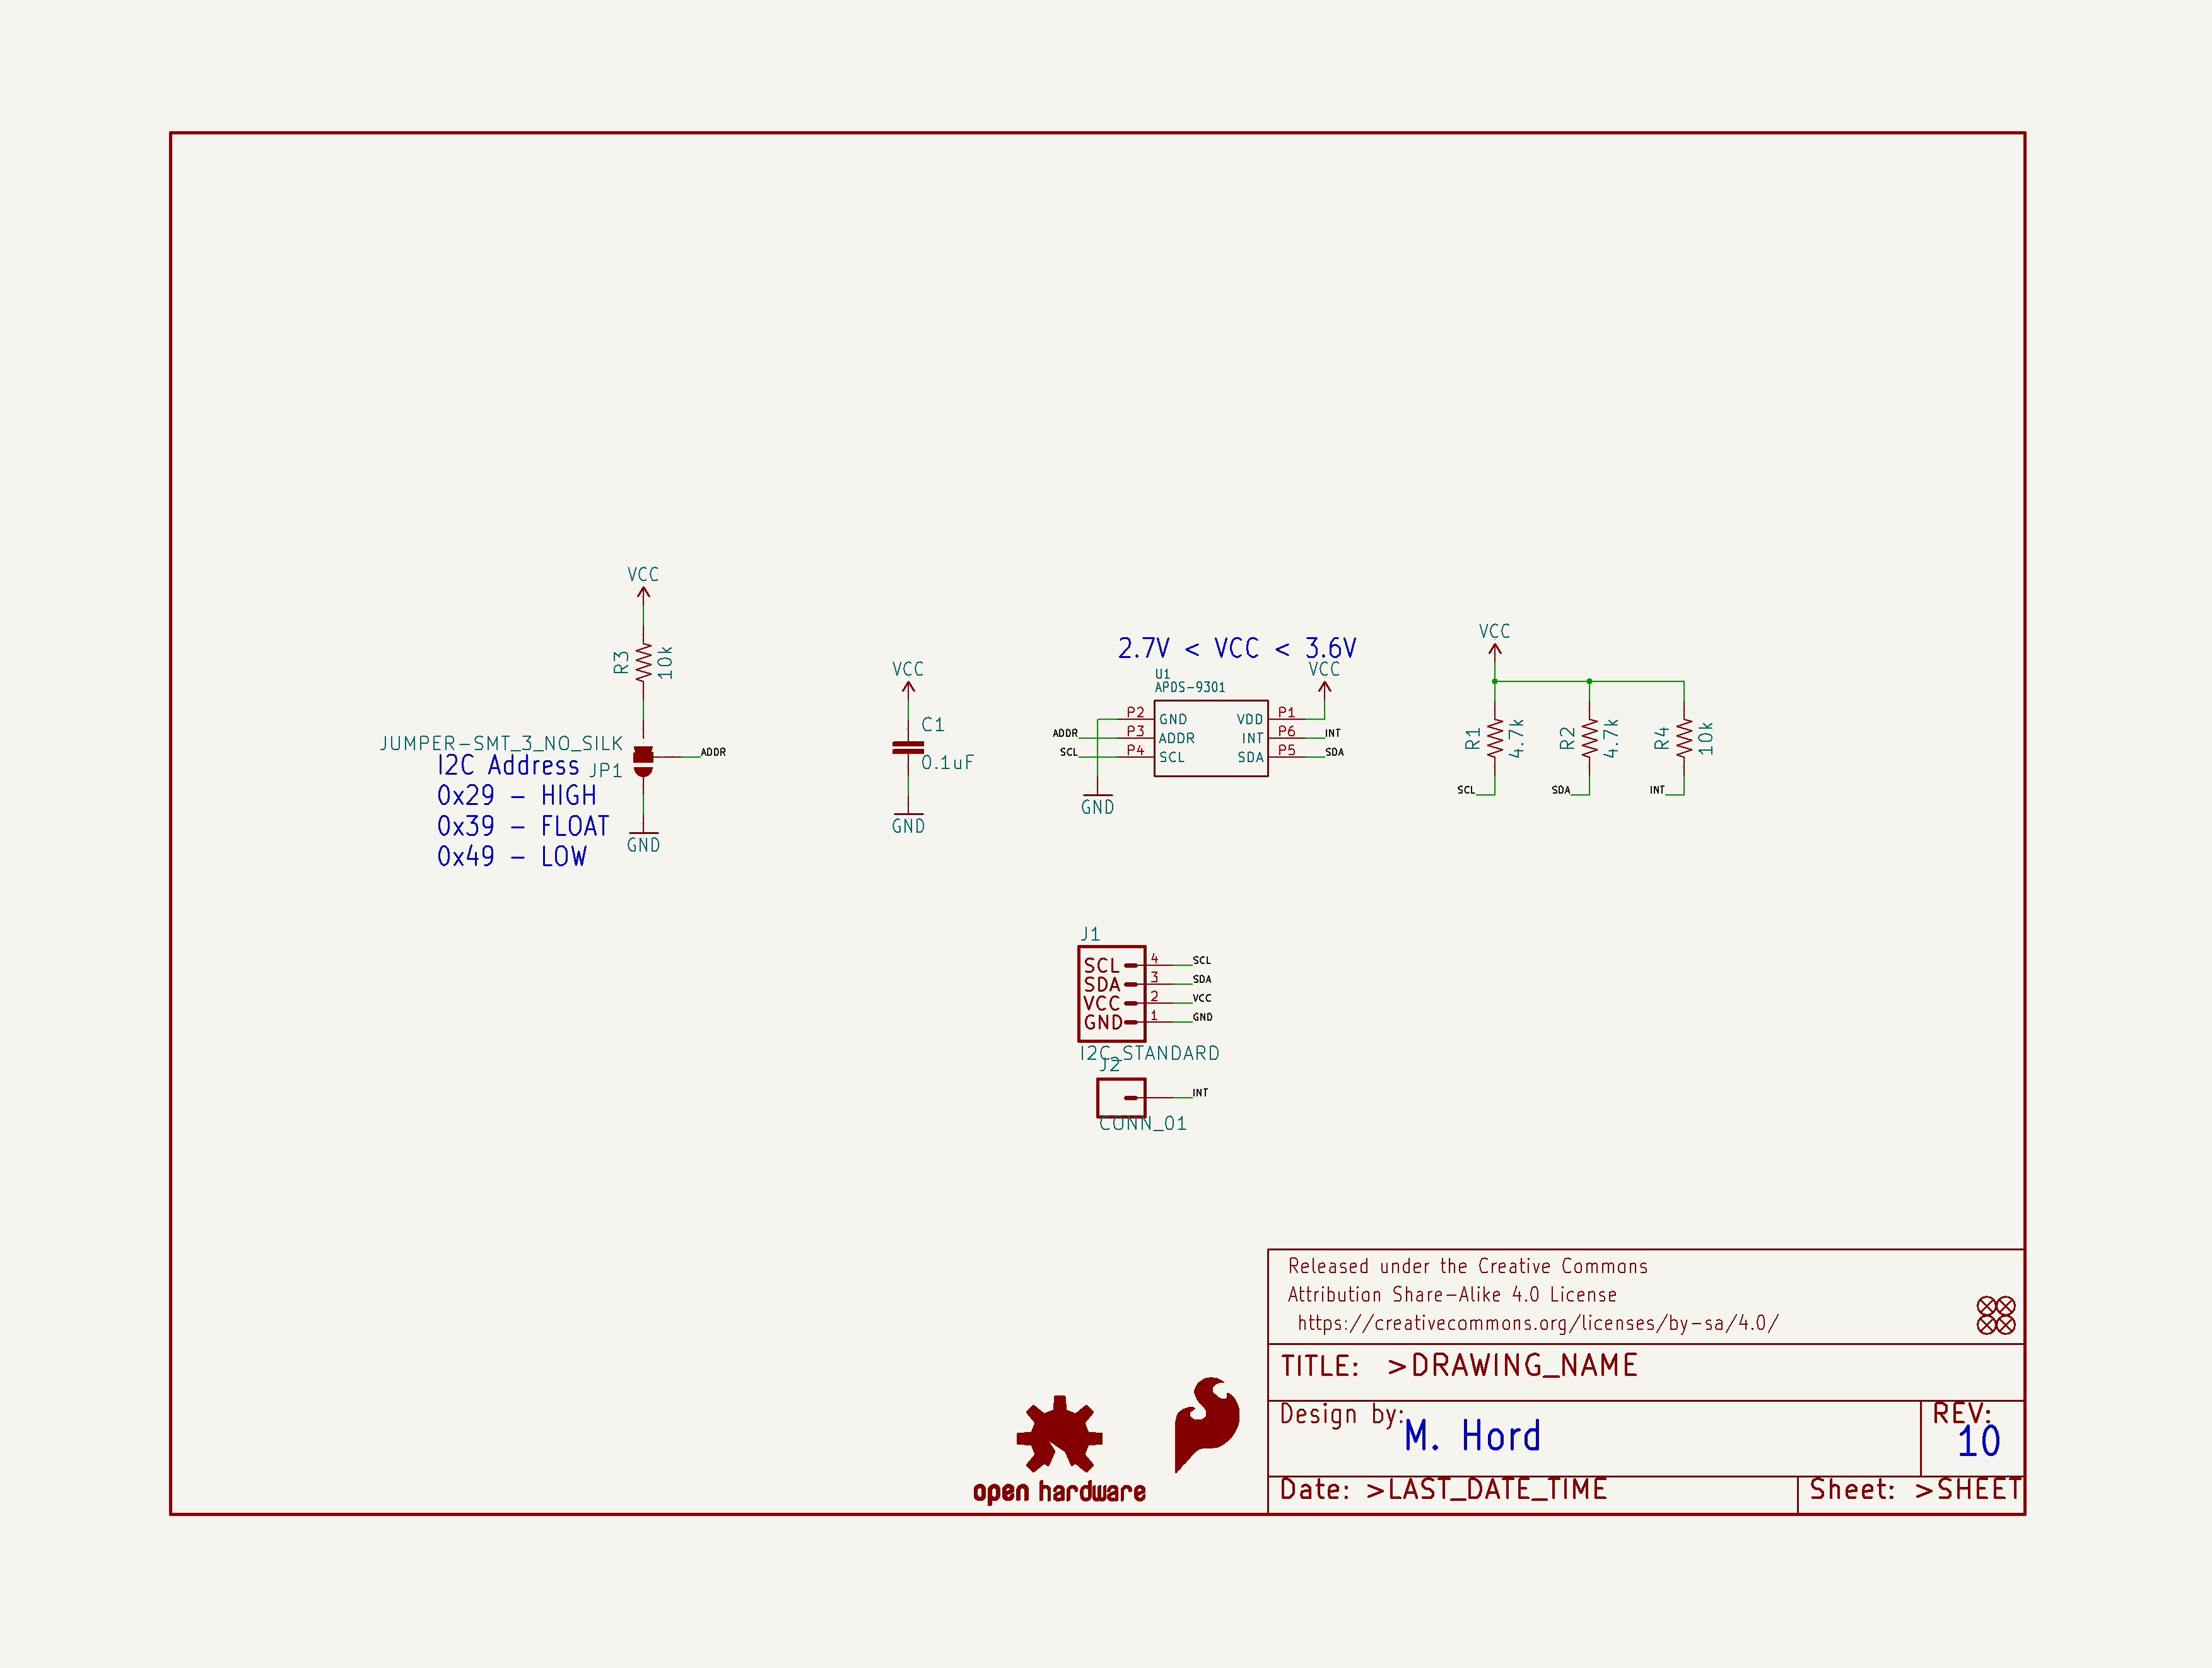 VCC
R3
10k
JUMPER-SMT_3_NO_SILK
JP1
ADDR
I2C Address
0x29 - HIGH
0x39 - FLOAT
0x49 - LOW
GND
VCC
C1
0.1uF
GND
2.7V < VCC < 3.6V
VCC
U1
APDS-9301
P2 GND VDD P1
ADDR P3 ADDR INT P6 INT
SCL P4 SCL SDA P5 SDA
GND
VCC
R1
4.7k
R2
4.7k
R4
10k
SCL
SDA
INT
J1
SCL 4 SCL
SDA 3 SDA
VCC 2 VCC
GND 1 GND
I2C_STANDARD
J2
INT
CONN_01
Released under the Creative Commons
Attribution Share-Alike 4.0 License
https://creativecommons.org/licenses/by-sa/4.0/
TITLE: >DRAWING_NAME
Design by:
M. Hord
REV:
10
Date: >LAST_DATE_TIME
Sheet: >SHEET
open hardware